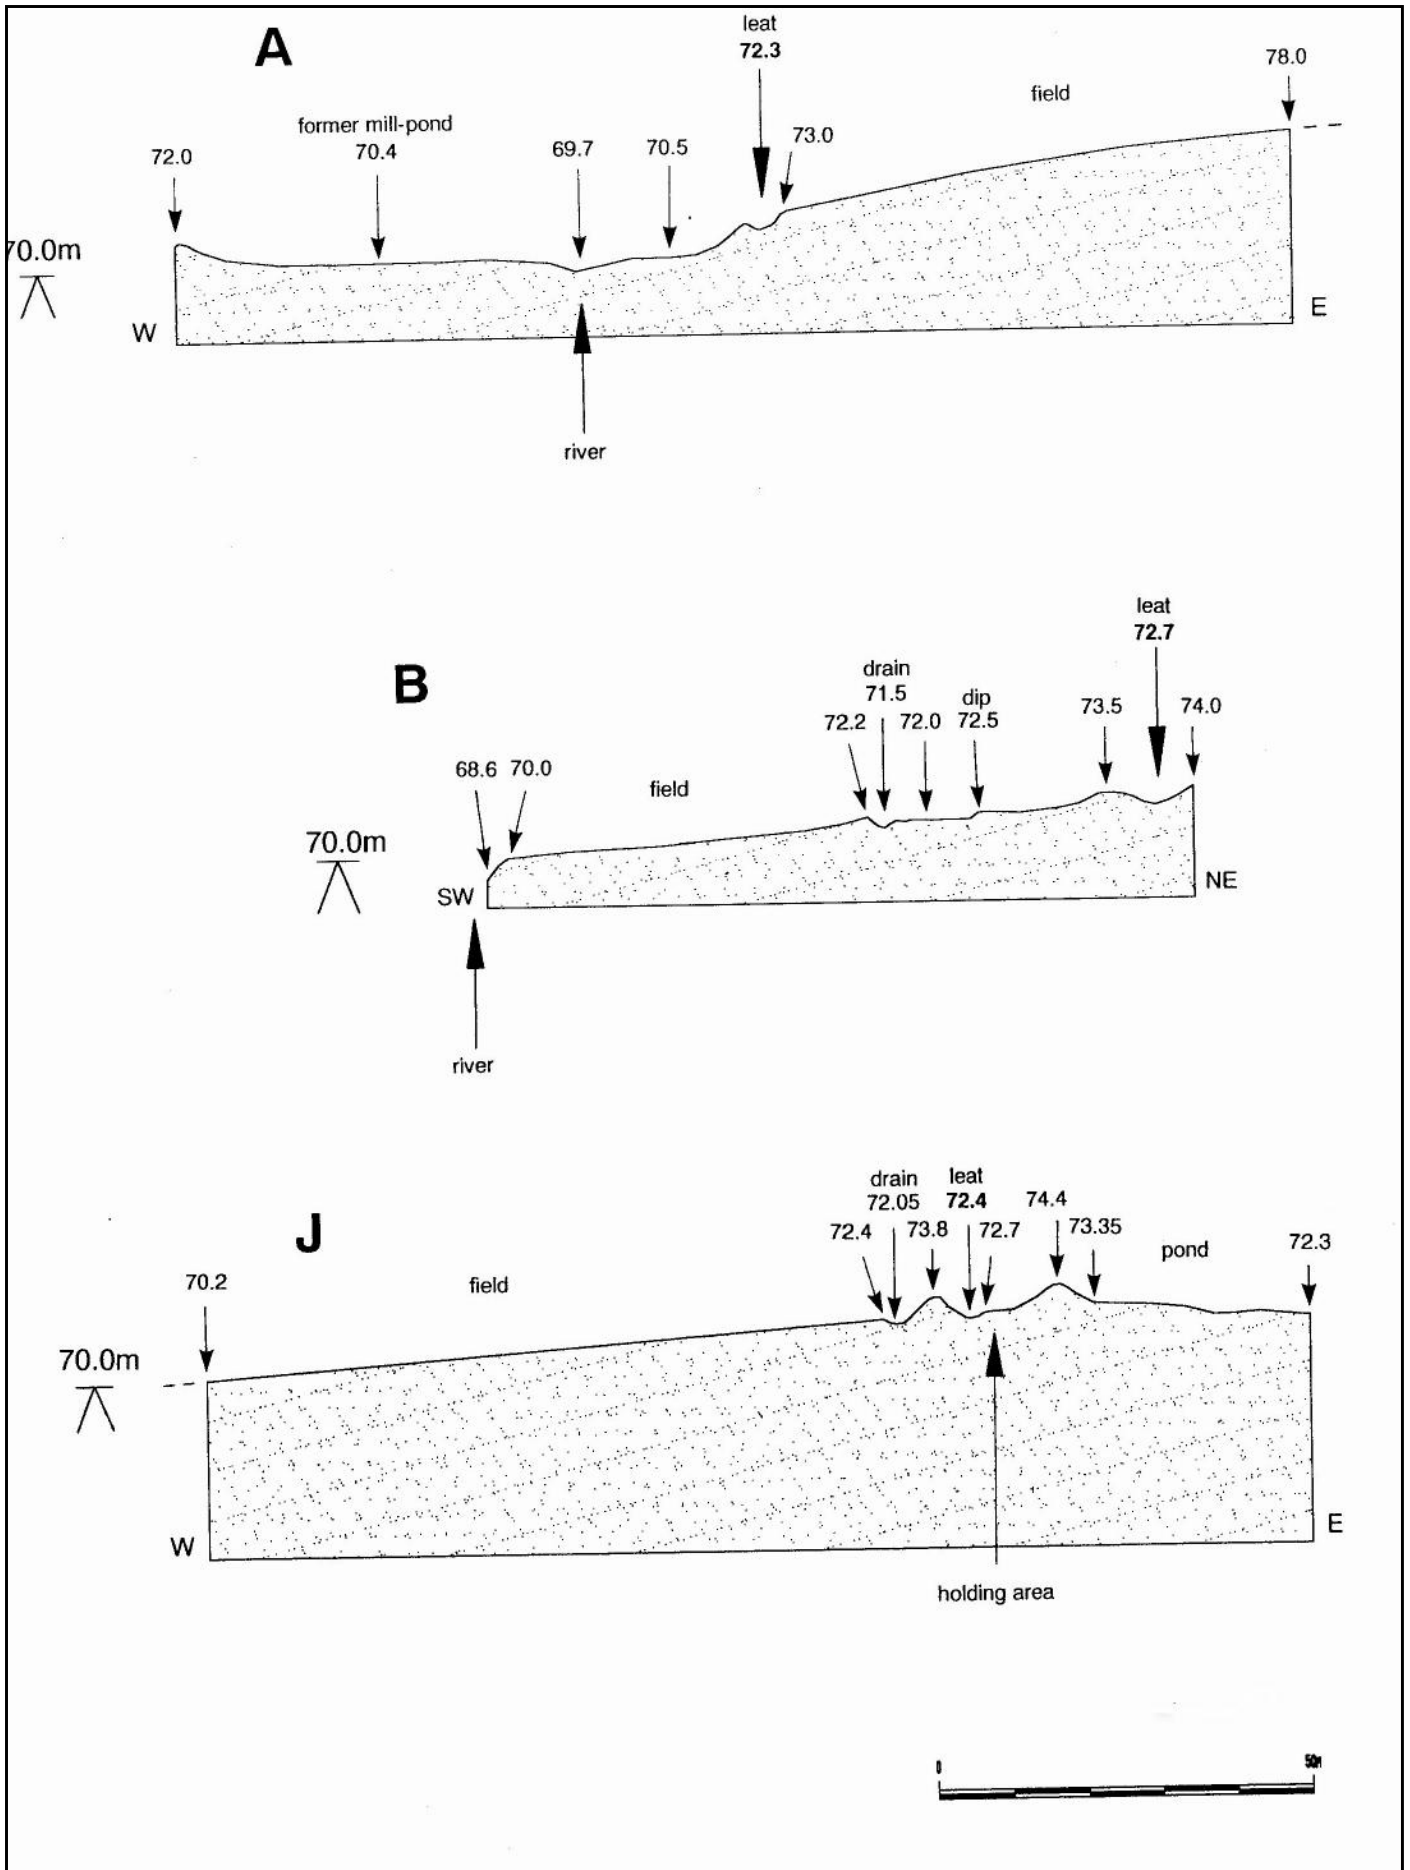 A
leat
72.3
78.0
field
former mill-pond
72.0
70.4
69.7
70.5
73.0
70.0m
W
E
river
leat
72.7
B
drain
71.5
dip
72.2
72.0
72.5
73.5
74.0
68.6
70.0
field
70.0m
SW
NE
river
J
drain
72.05
leat
72.4
72.4
73.8
72.7
74.4
73.35
pond
72.3
70.2
field
70.0m
W
E
holding area
0
50m